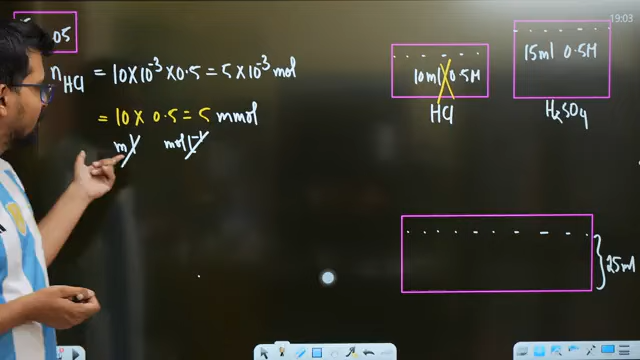 19:03
05
n HCl = 10×10⁻³×0.5 = 5×10⁻³ mol
= 10 × 0.5 = 5 mmol
ml mol l⁻¹
10ml 0.5M
HCl
15ml 0.5M
H₂SO₄
25ml